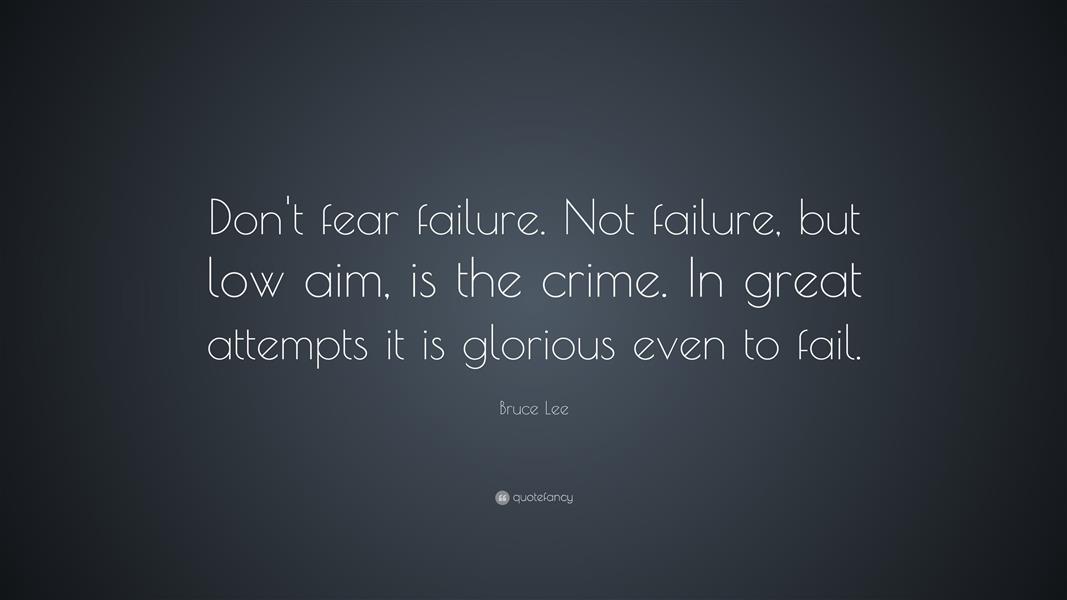 Don't fear failure. Not failure, but
low aim, is the crime. In great
attempts it is glorious even to fail.
Bruce Lee
quotefancy